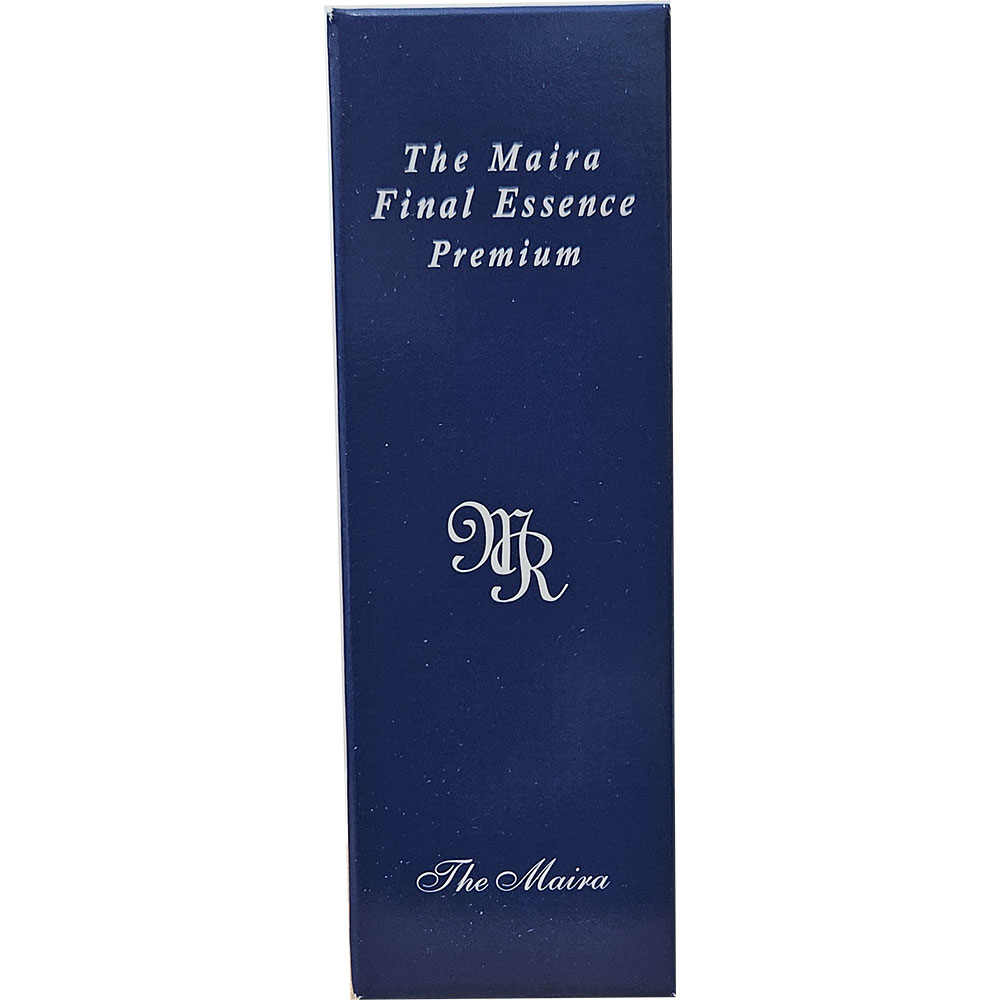 The Maira
Final Essence
Premium
MR
The Maira